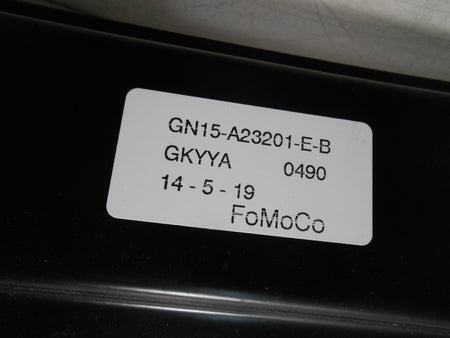 GN15-A23201-E-B
GKYYA 0490
14 - 5 - 19
FoMoCo